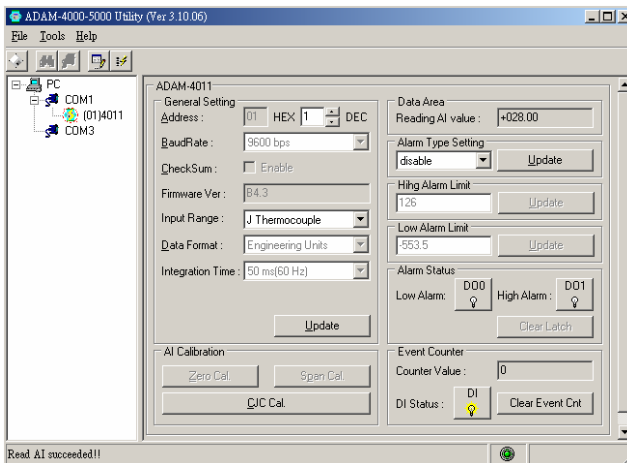 ADAM-4000-5000 Utility (Ver 3.10.06)
File Tools Help
PC
COM1
(01)4011
COM3
ADAM-4011
General Setting
Address : 01 HEX 1 DEC
BaudRate : 9600 bps
CheckSum : Enable
Firmware Ver : B4.3
Input Range : J Thermocouple
Data Format : Engineering Units
Integration Time : 50 ms(60 Hz)
Update
AI Calibration
Zero Cal. Span Cal.
CJC Cal.
Data Area
Reading AI value : +028.00
Alarm Type Setting
disable Update
Hihg Alarm Limit
126 Update
Low Alarm Limit
-553.5 Update
Alarm Status
Low Alarm: DO0 High Alarm : DO1
Clear Latch
Event Counter
Counter Value : 0
DI Status : DI Clear Event Cnt
Read AI succeeded!!